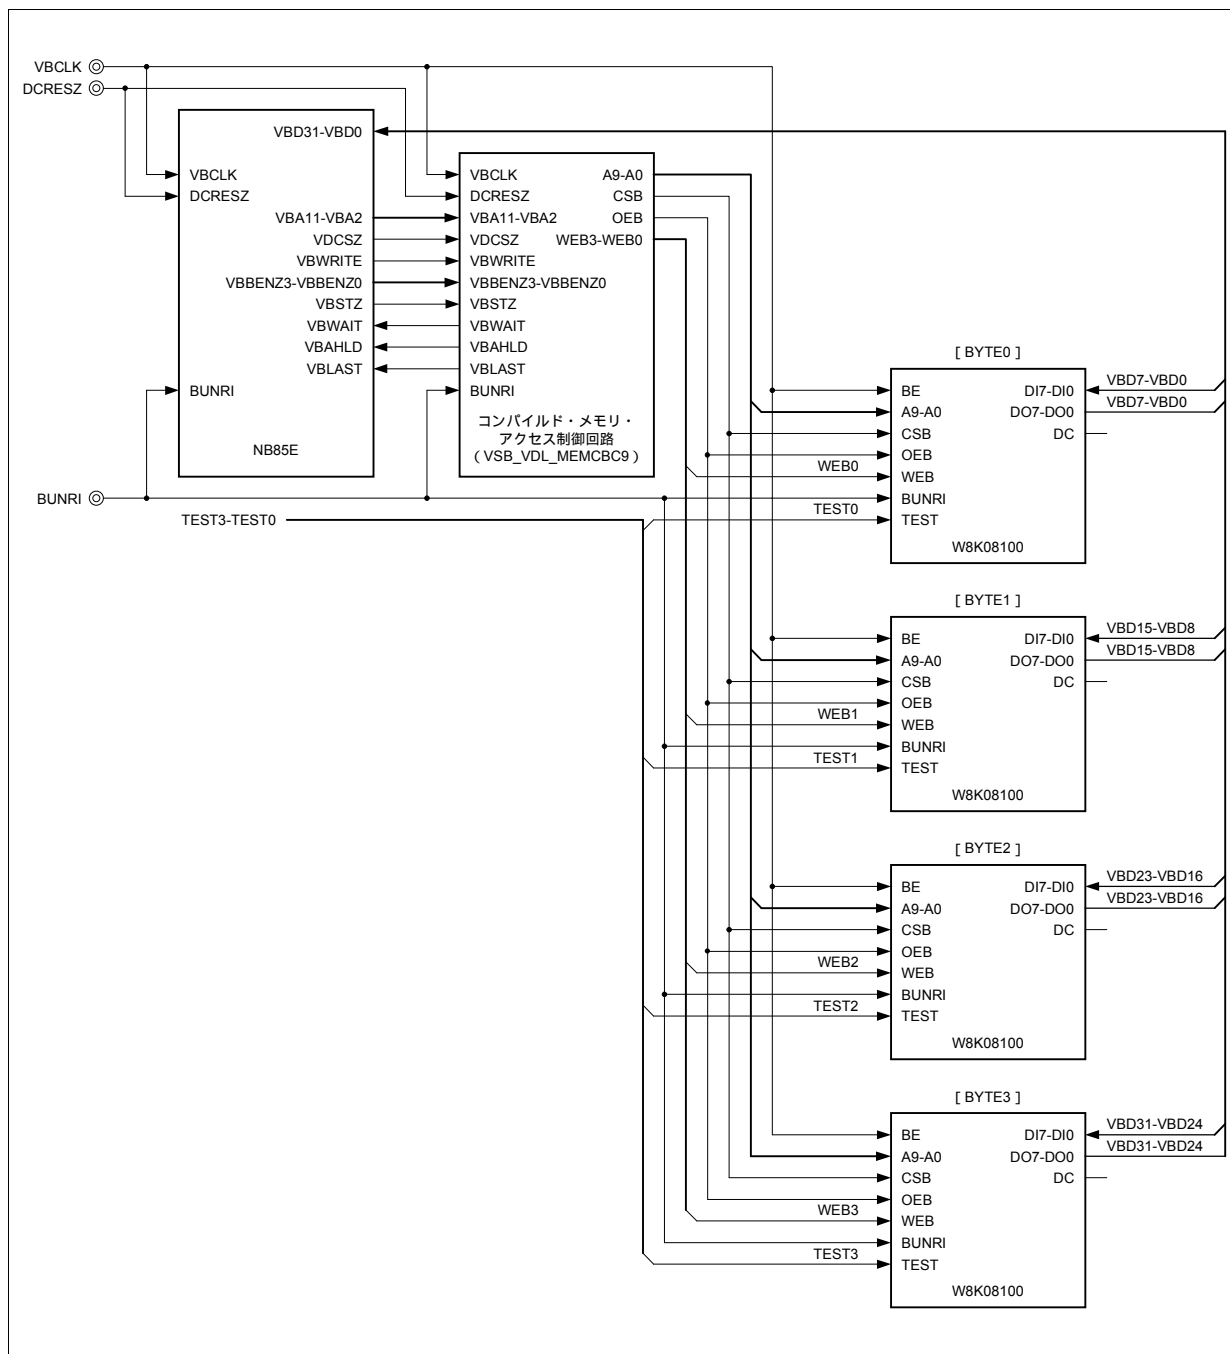 VBCLK
DCRESZ
VBD31-VBD0
VBCLK
DCRESZ
VBA11-VBA2
VDCSZ
VBWRITE
VBBENZ3-VBBENZ0
VBSTZ
VBWAIT
VBAHLD
VBLAST
BUNRI
NB85E
VBCLK
DCRESZ
VBA11-VBA2
VDCSZ
VBWRITE
VBBENZ3-VBBENZ0
VBSTZ
VBWAIT
VBAHLD
VBLAST
BUNRI
A9-A0
CSB
OEB
WEB3-WEB0
コンパイルド・メモリ・
アクセス制御回路
（VSB_VDL_MEMCBC9）
BUNRI
TEST3-TEST0
[ BYTE0 ]
BE
A9-A0
CSB
OEB
WEB
BUNRI
TEST
DI7-DI0
DO7-DO0
DC
W8K08100
WEB0
TEST0
VBD7-VBD0
VBD7-VBD0
[ BYTE1 ]
BE
A9-A0
CSB
OEB
WEB
BUNRI
TEST
DI7-DI0
DO7-DO0
DC
W8K08100
WEB1
TEST1
VBD15-VBD8
VBD15-VBD8
[ BYTE2 ]
BE
A9-A0
CSB
OEB
WEB
BUNRI
TEST
DI7-DI0
DO7-DO0
DC
W8K08100
WEB2
TEST2
VBD23-VBD16
VBD23-VBD16
[ BYTE3 ]
BE
A9-A0
CSB
OEB
WEB
BUNRI
TEST
DI7-DI0
DO7-DO0
DC
W8K08100
WEB3
TEST3
VBD31-VBD24
VBD31-VBD24